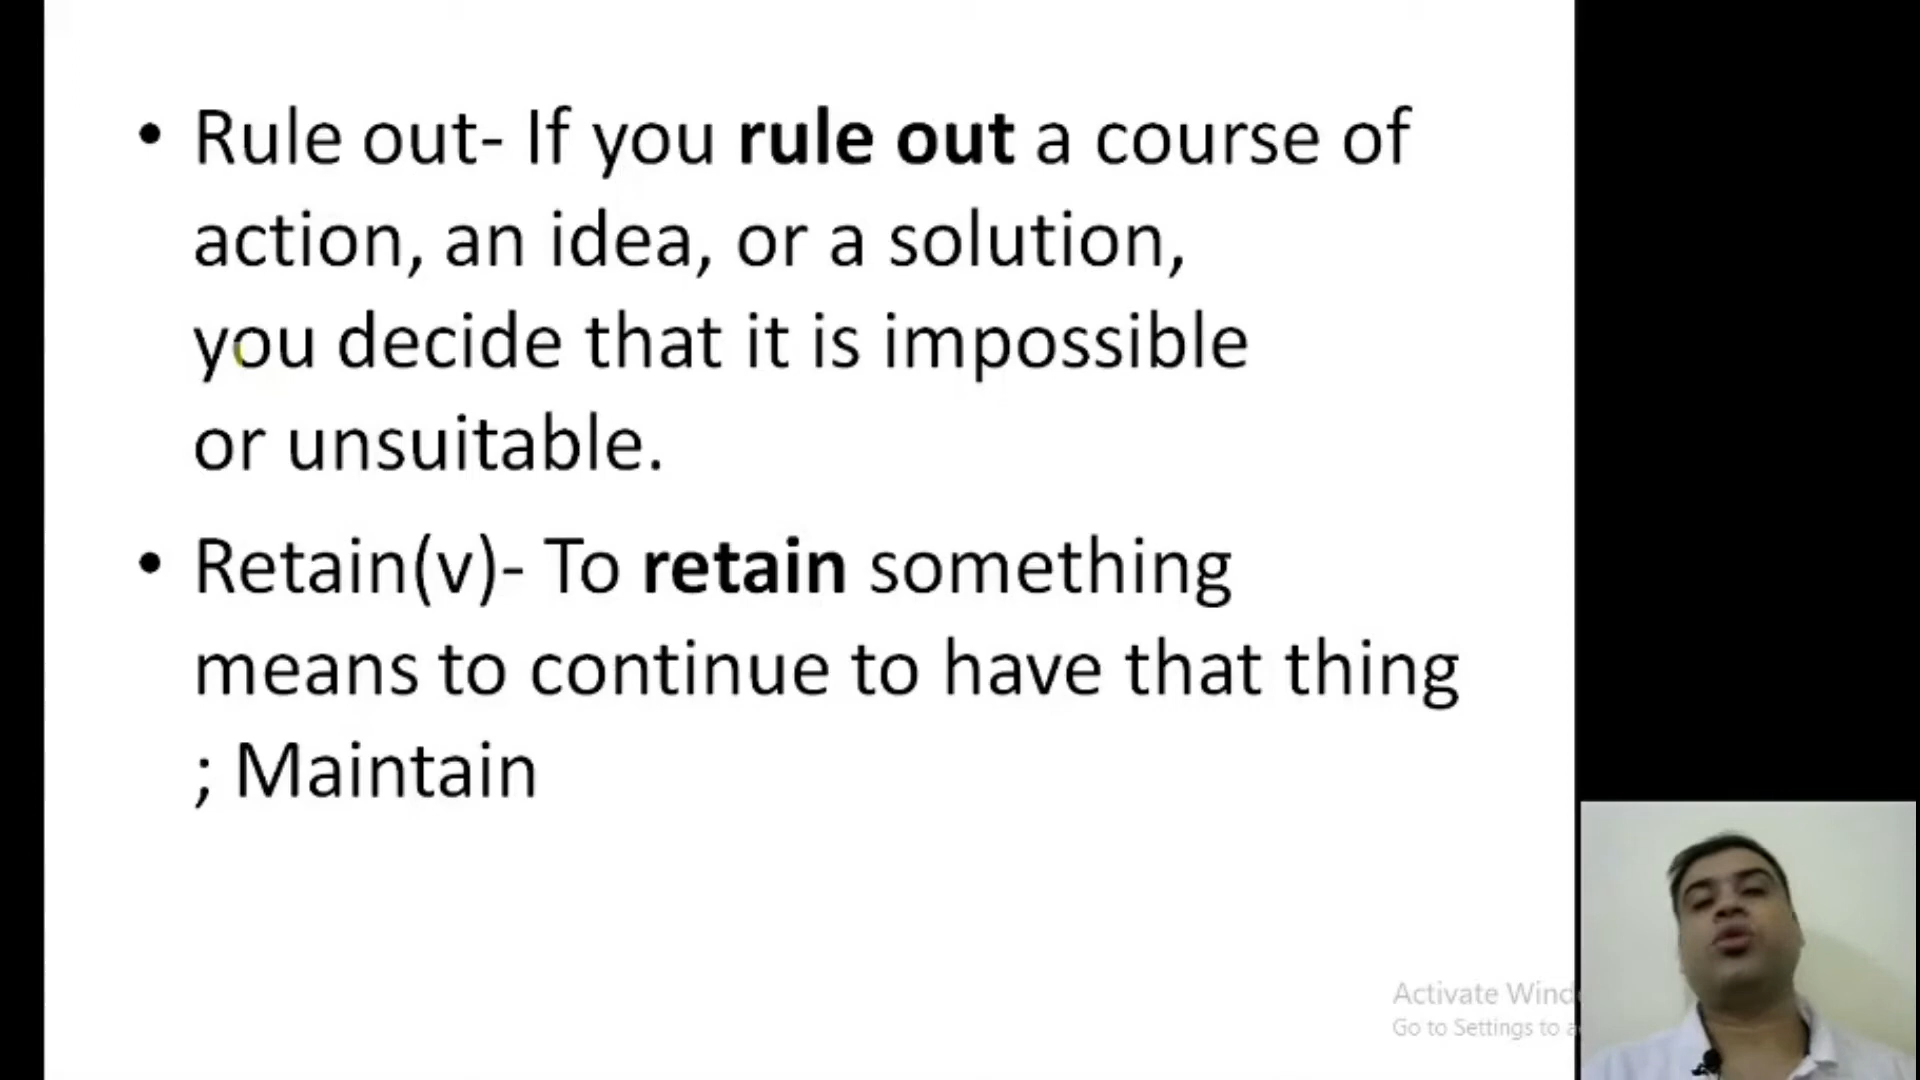 • Rule out- If you rule out a course of
action, an idea, or a solution,
you decide that it is impossible
or unsuitable.
• Retain(v)- To retain something
means to continue to have that thing
; Maintain
Activate Wind
Go to Settings to a